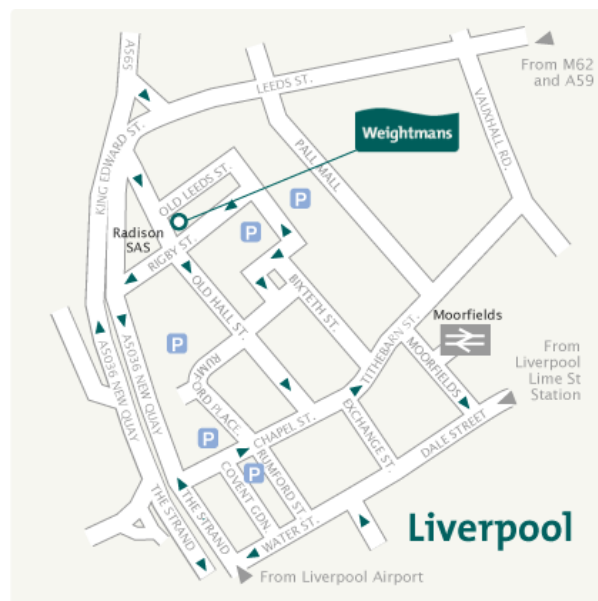 A565
From M62
and A59
LEEDS ST.
VAUXHALL RD.
Weightmans
KING EDWARD ST.
PALL MALL
OLD LEEDS ST.
P
Radison
SAS
P
RIGBY ST.
OLD HALL ST.
BIXTETH ST.
Moorfields
TITHEBARN ST.
MOORFIELDS
From
Liverpool
Lime St
Station
P
A5036 NEW QUAY
A5036 NEW QUAY
RUMFORD PLACE
CHAPEL ST.
EXCHANGE ST.
DALE STREET
P
P
COVENT GDN.
RUMFORD ST.
THE STRAND
THE STRAND
WATER ST.
Liverpool
From Liverpool Airport